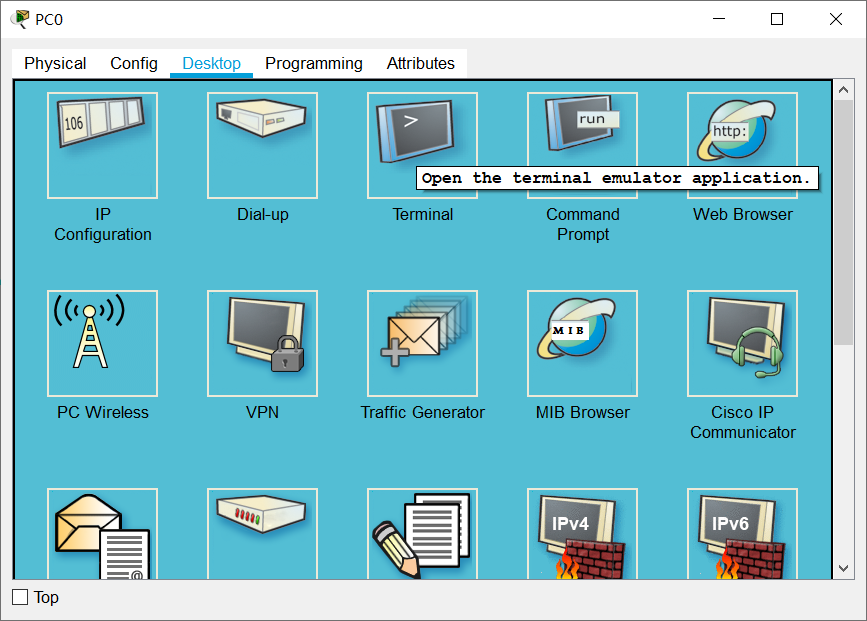 PC0
Physical Config Desktop Programming Attributes
106
>
run
http:
Open the terminal emulator application.
IP
Configuration
Dial-up
Terminal
Command
Prompt
Web Browser
MIB
PC Wireless
VPN
Traffic Generator
MIB Browser
Cisco IP
Communicator
@
IPv4
IPv6
Top